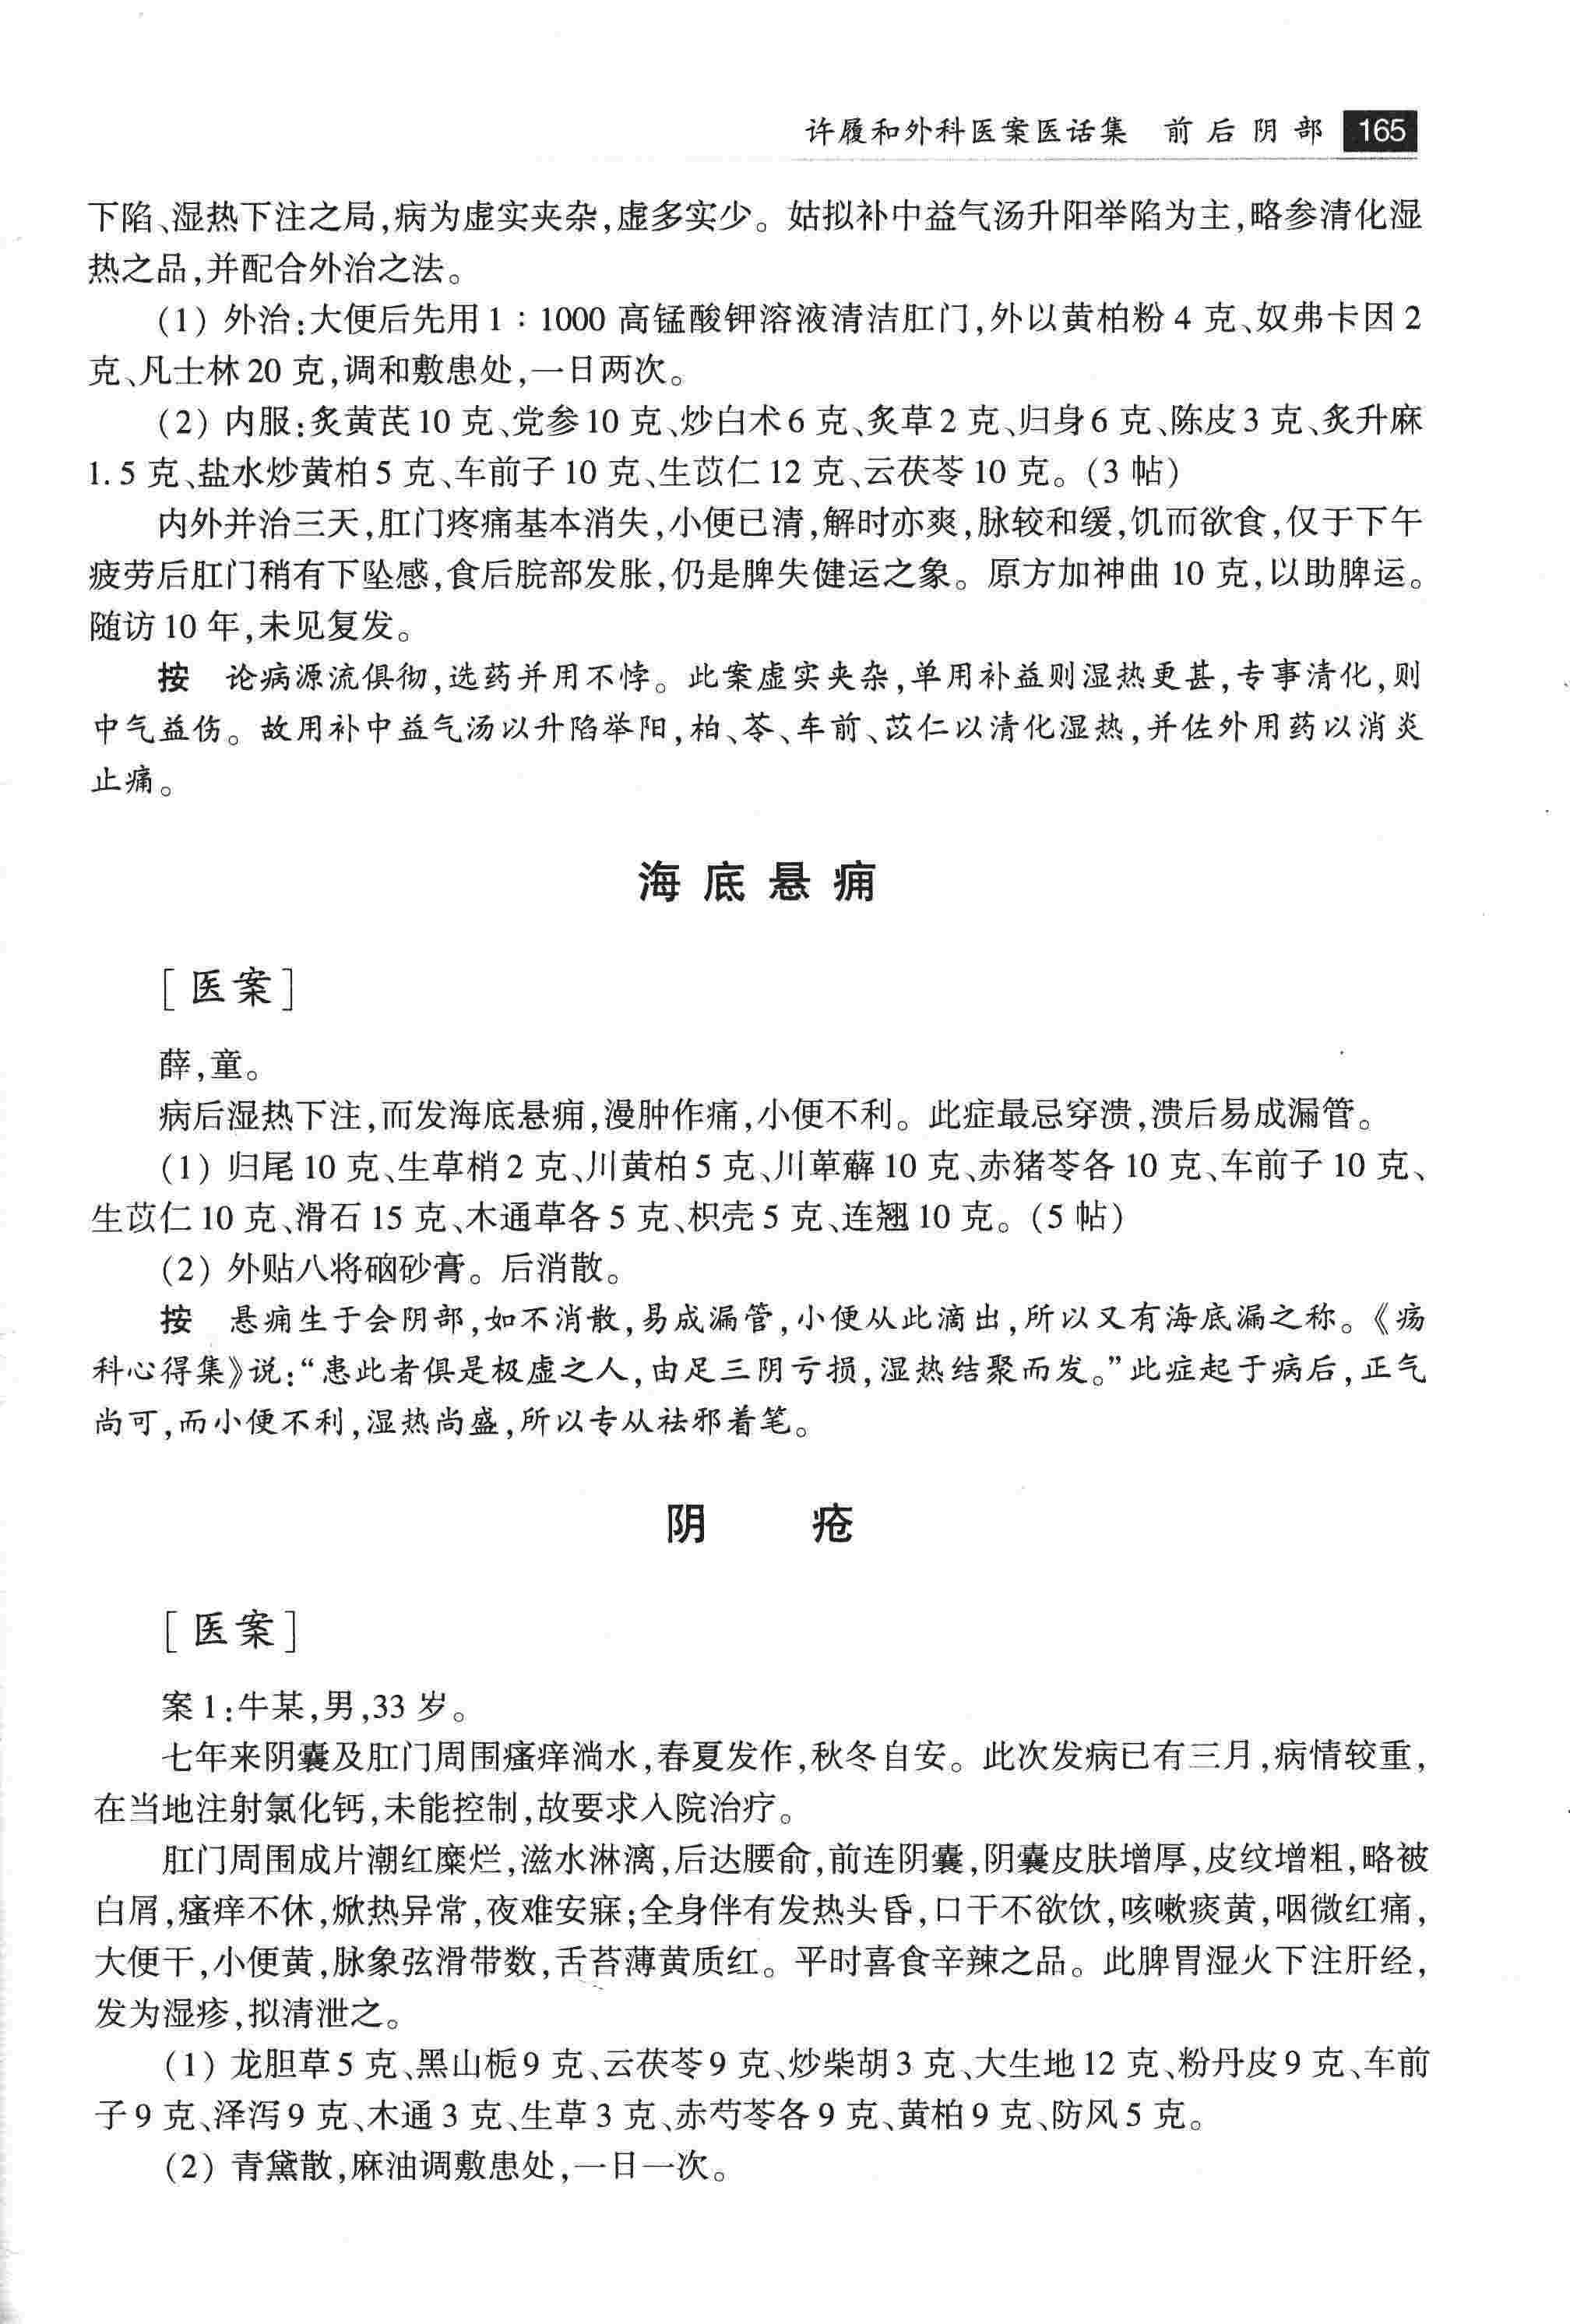 许履和外科医案医话集 前后阴部 165
下陷、湿热下注之局,病为虚实夹杂,虚多实少。姑拟补中益气汤升阳举陷为主,略参清化湿
热之品,并配合外治之法。
(1) 外治:大便后先用1∶1000 高锰酸钾溶液清洁肛门,外以黄柏粉 4 克、奴弗卡因 2
克、凡士林 20 克,调和敷患处,一日两次。
(2) 内服:炙黄芪 10 克、党参 10 克、炒白术 6 克、炙草 2 克、归身 6 克、陈皮 3 克、炙升麻
1.5 克、盐水炒黄柏 5 克、车前子 10 克、生苡仁 12 克、云茯苓 10 克。(3 帖)
内外并治三天,肛门疼痛基本消失,小便已清,解时亦爽,脉较和缓,饥而欲食,仅于下午
疲劳后肛门稍有下坠感,食后脘部发胀,仍是脾失健运之象。原方加神曲 10 克,以助脾运。
随访 10 年,未见复发。
按 论病源流俱彻,选药并用不悖。此案虚实夹杂,单用补益则湿热更甚,专事清化,则
中气益伤。故用补中益气汤以升陷举阳,柏、苓、车前、苡仁以清化湿热,并佐外用药以消炎
止痛。
海底悬痈
[医案]
薛,童。
病后湿热下注,而发海底悬痈,漫肿作痛,小便不利。此症最忌穿溃,溃后易成漏管。
(1) 归尾 10 克、生草梢 2 克、川黄柏 5 克、川萆薢 10 克、赤猪苓各 10 克、车前子 10 克、
生苡仁 10 克、滑石 15 克、木通草各 5 克、枳壳 5 克、连翘 10 克。(5 帖)
(2) 外贴八将硇砂膏。后消散。
按 悬痈生于会阴部,如不消散,易成漏管,小便从此滴出,所以又有海底漏之称。《疡
科心得集》说:“患此者俱是极虚之人,由足三阴亏损,湿热结聚而发。”此症起于病后,正气
尚可,而小便不利,湿热尚盛,所以专从祛邪着笔。
阴疮
[医案]
案 1:牛某,男,33 岁。
七年来阴囊及肛门周围瘙痒淌水,春夏发作,秋冬自安。此次发病已有三月,病情较重,
在当地注射氯化钙,未能控制,故要求入院治疗。
肛门周围成片潮红糜烂,滋水淋漓,后达腰俞,前连阴囊,阴囊皮肤增厚,皮纹增粗,略被
白屑,瘙痒不休,焮热异常,夜难安寐;全身伴有发热头昏,口干不欲饮,咳嗽痰黄,咽微红痛,
大便干,小便黄,脉象弦滑带数,舌苔薄黄质红。平时喜食辛辣之品。此脾胃湿火下注肝经,
发为湿疹,拟清泄之。
(1) 龙胆草 5 克、黑山栀 9 克、云茯苓 9 克、炒柴胡 3 克、大生地 12 克、粉丹皮 9 克、车前
子 9 克、泽泻 9 克、木通 3 克、生草 3 克、赤芍苓各 9 克、黄柏 9 克、防风 5 克。
(2) 青黛散,麻油调敷患处,一日一次。